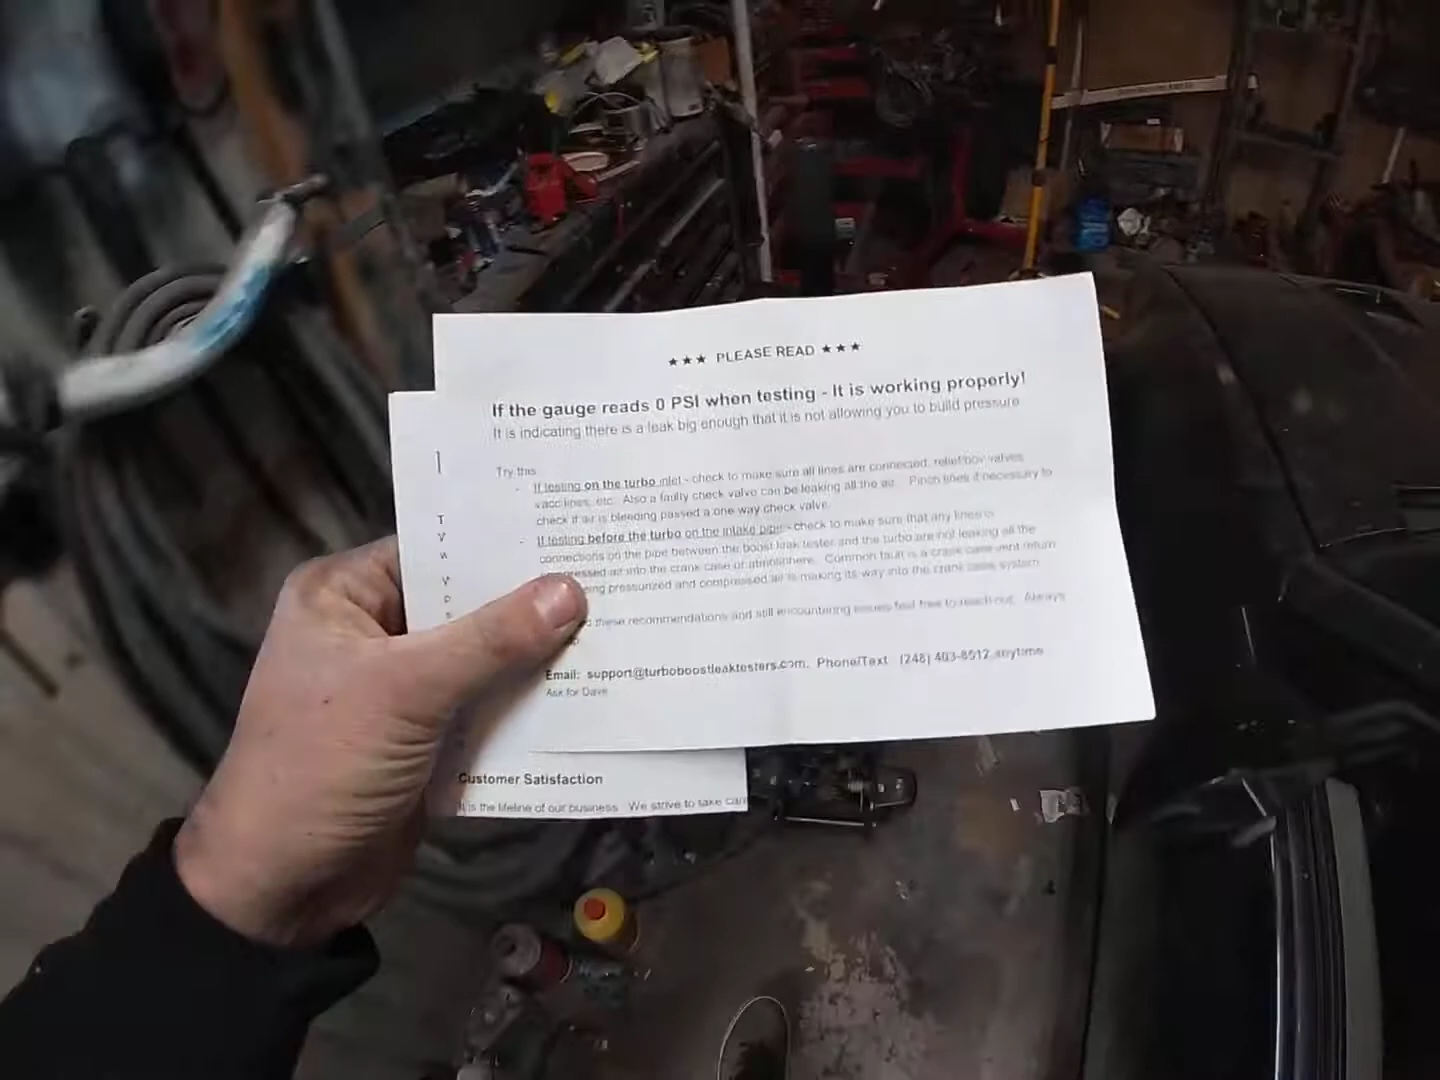 ★★★ PLEASE READ ★★★
If the gauge reads 0 PSI when testing - It is working properly!
It is indicating there is a leak big enough that it is not allowing you to build pressure
Try this
- If testing on the turbo inlet - check to make sure all lines are connected, relief/bov valves,
vacc lines, etc. Also a faulty check valve can be leaking all the air. Pinch lines if necessary to
check if air is bleeding passed a one way check valve.
- If testing before the turbo on the intake pipe - check to make sure that any lines or
connections on the pipe between the boost leak tester and the turbo are not leaking all the
air into the crank case or atmosphere. Common fault is a crank case vent return
being pressurized and compressed air is making its way into the crank case system
these recommendations and still encountering issues feel free to reach out. Always
Email: support@turboboostleaktesters.com, Phone/Text (248) 403-8512 anytime
Ask for Dave
Customer Satisfaction
It is the lifeline of our business. We strive to take